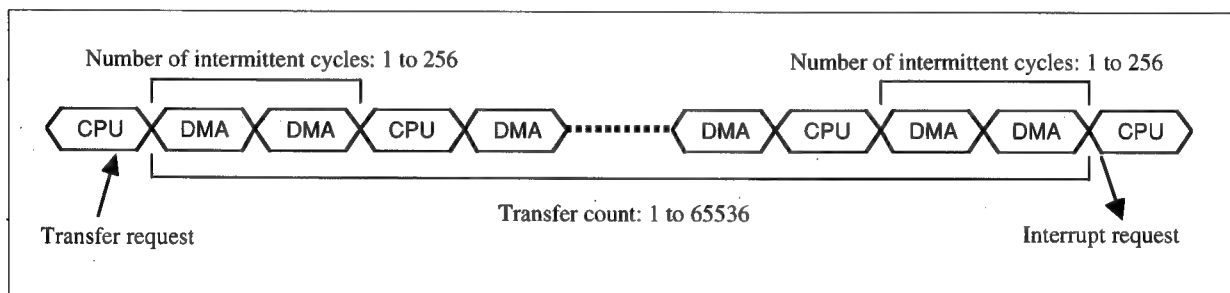 Number of intermittent cycles: 1 to 256
Number of intermittent cycles: 1 to 256
CPU DMA DMA CPU DMA DMA CPU DMA DMA CPU
Transfer count: 1 to 65536
Transfer request
Interrupt request